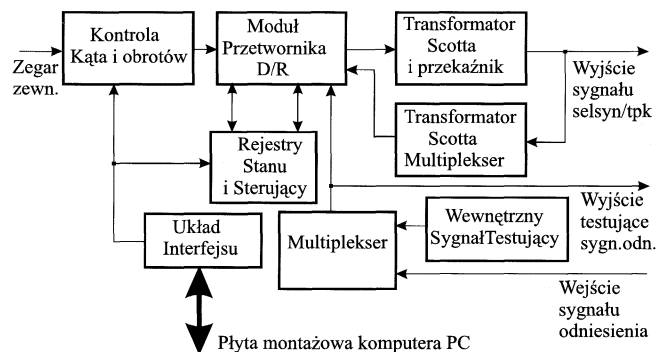 Kontrola
Kąta i obrotów
Moduł
Przetwornika
D/R
Transformator
Scotta
i przekaźnik
Zegar
zewn.
Wyjście
sygnału
selsyn/tpk
Transformator
Scotta
Multiplekser
Rejestry
Stanu
i Sterujący
Układ
Interfejsu
Multiplekser
Wewnętrzny
SygnałTestujący
Wyjście
testujące
sygn.odn.
Wejście
sygnału
odniesienia
Płyta montażowa komputera PC